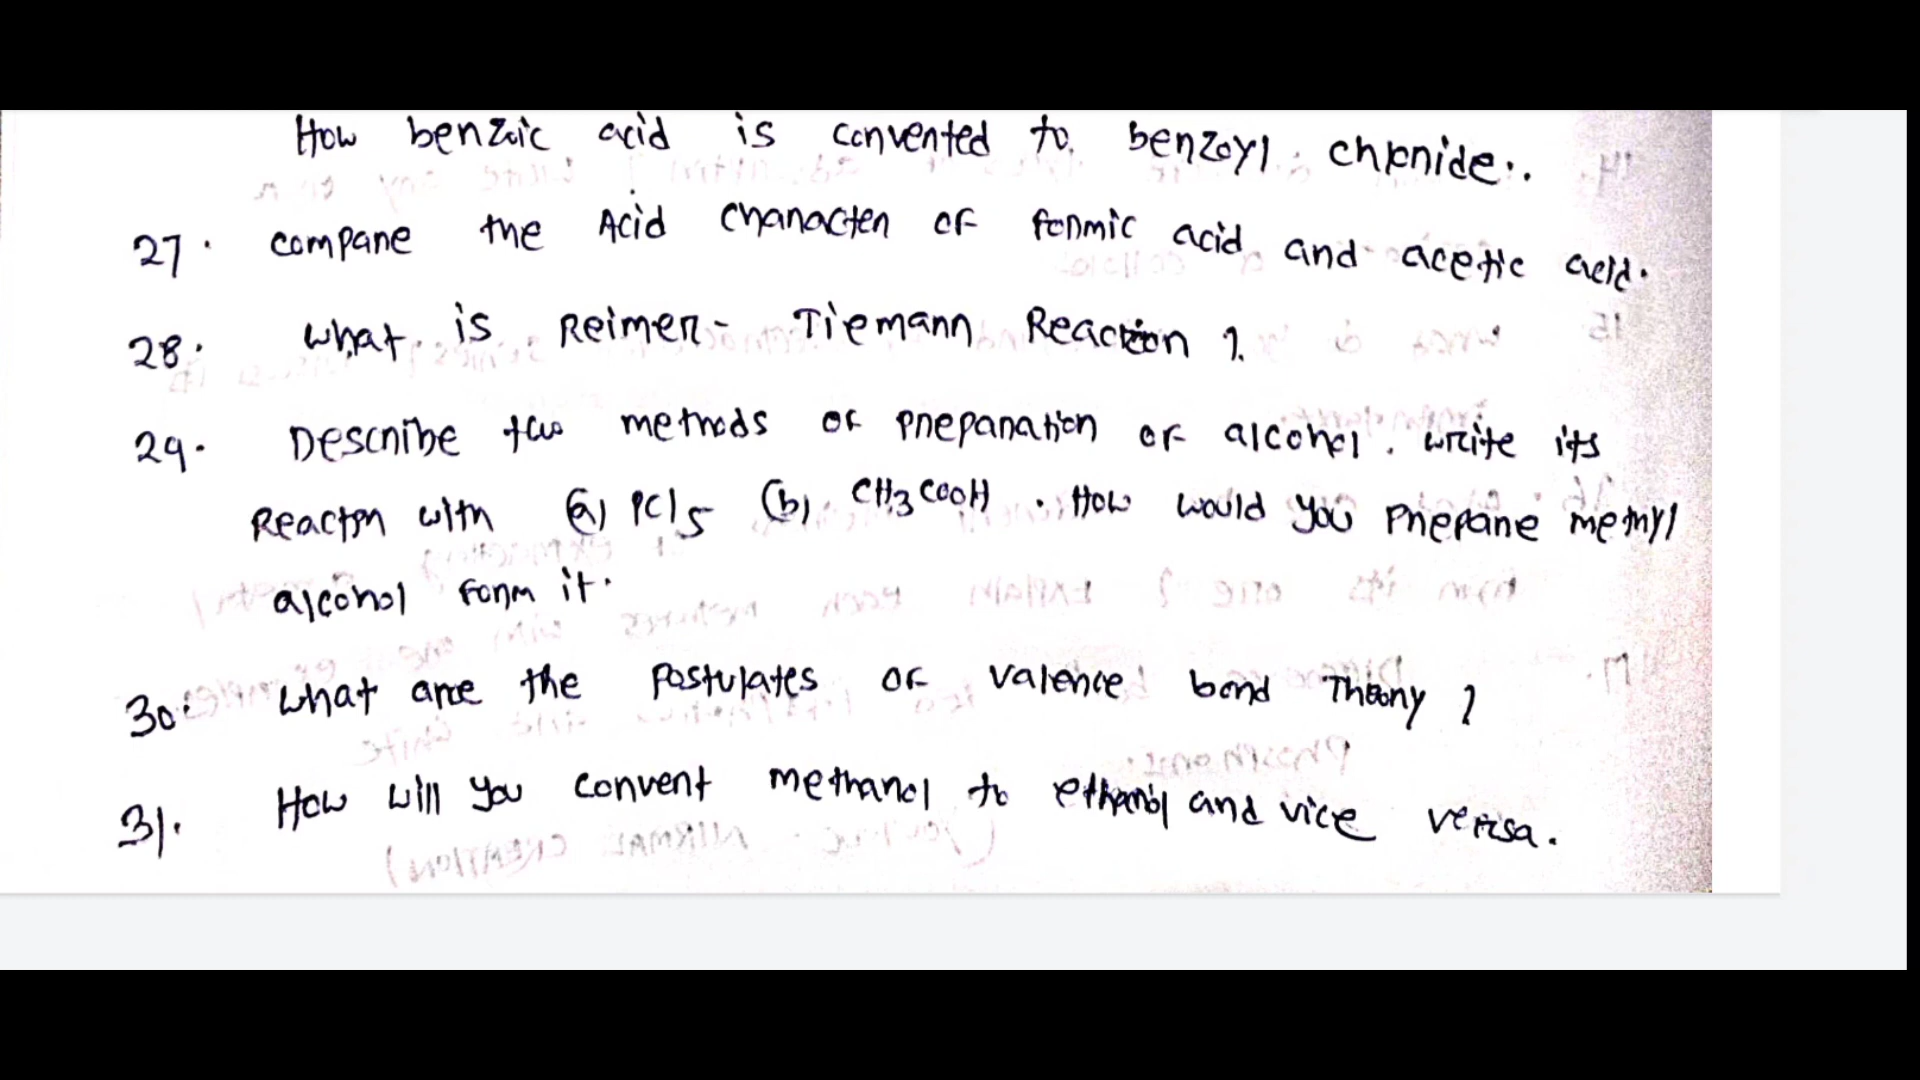 How benzoic acid is converted to benzoyl chloride.
27. compare the Acid character of formic acid and acetic acid.
28. what is Reimer-Tiemann Reaction ?
29. Describe two methods of preparation of alcohol. write its
Reaction with (a) PCl5 (b) CH3COOH. How would you Prepare methyl
alcohol form it.
30. what are the Postulates of valence bond Theory ?
31. How will you convert methanol to ethanol and vice versa.